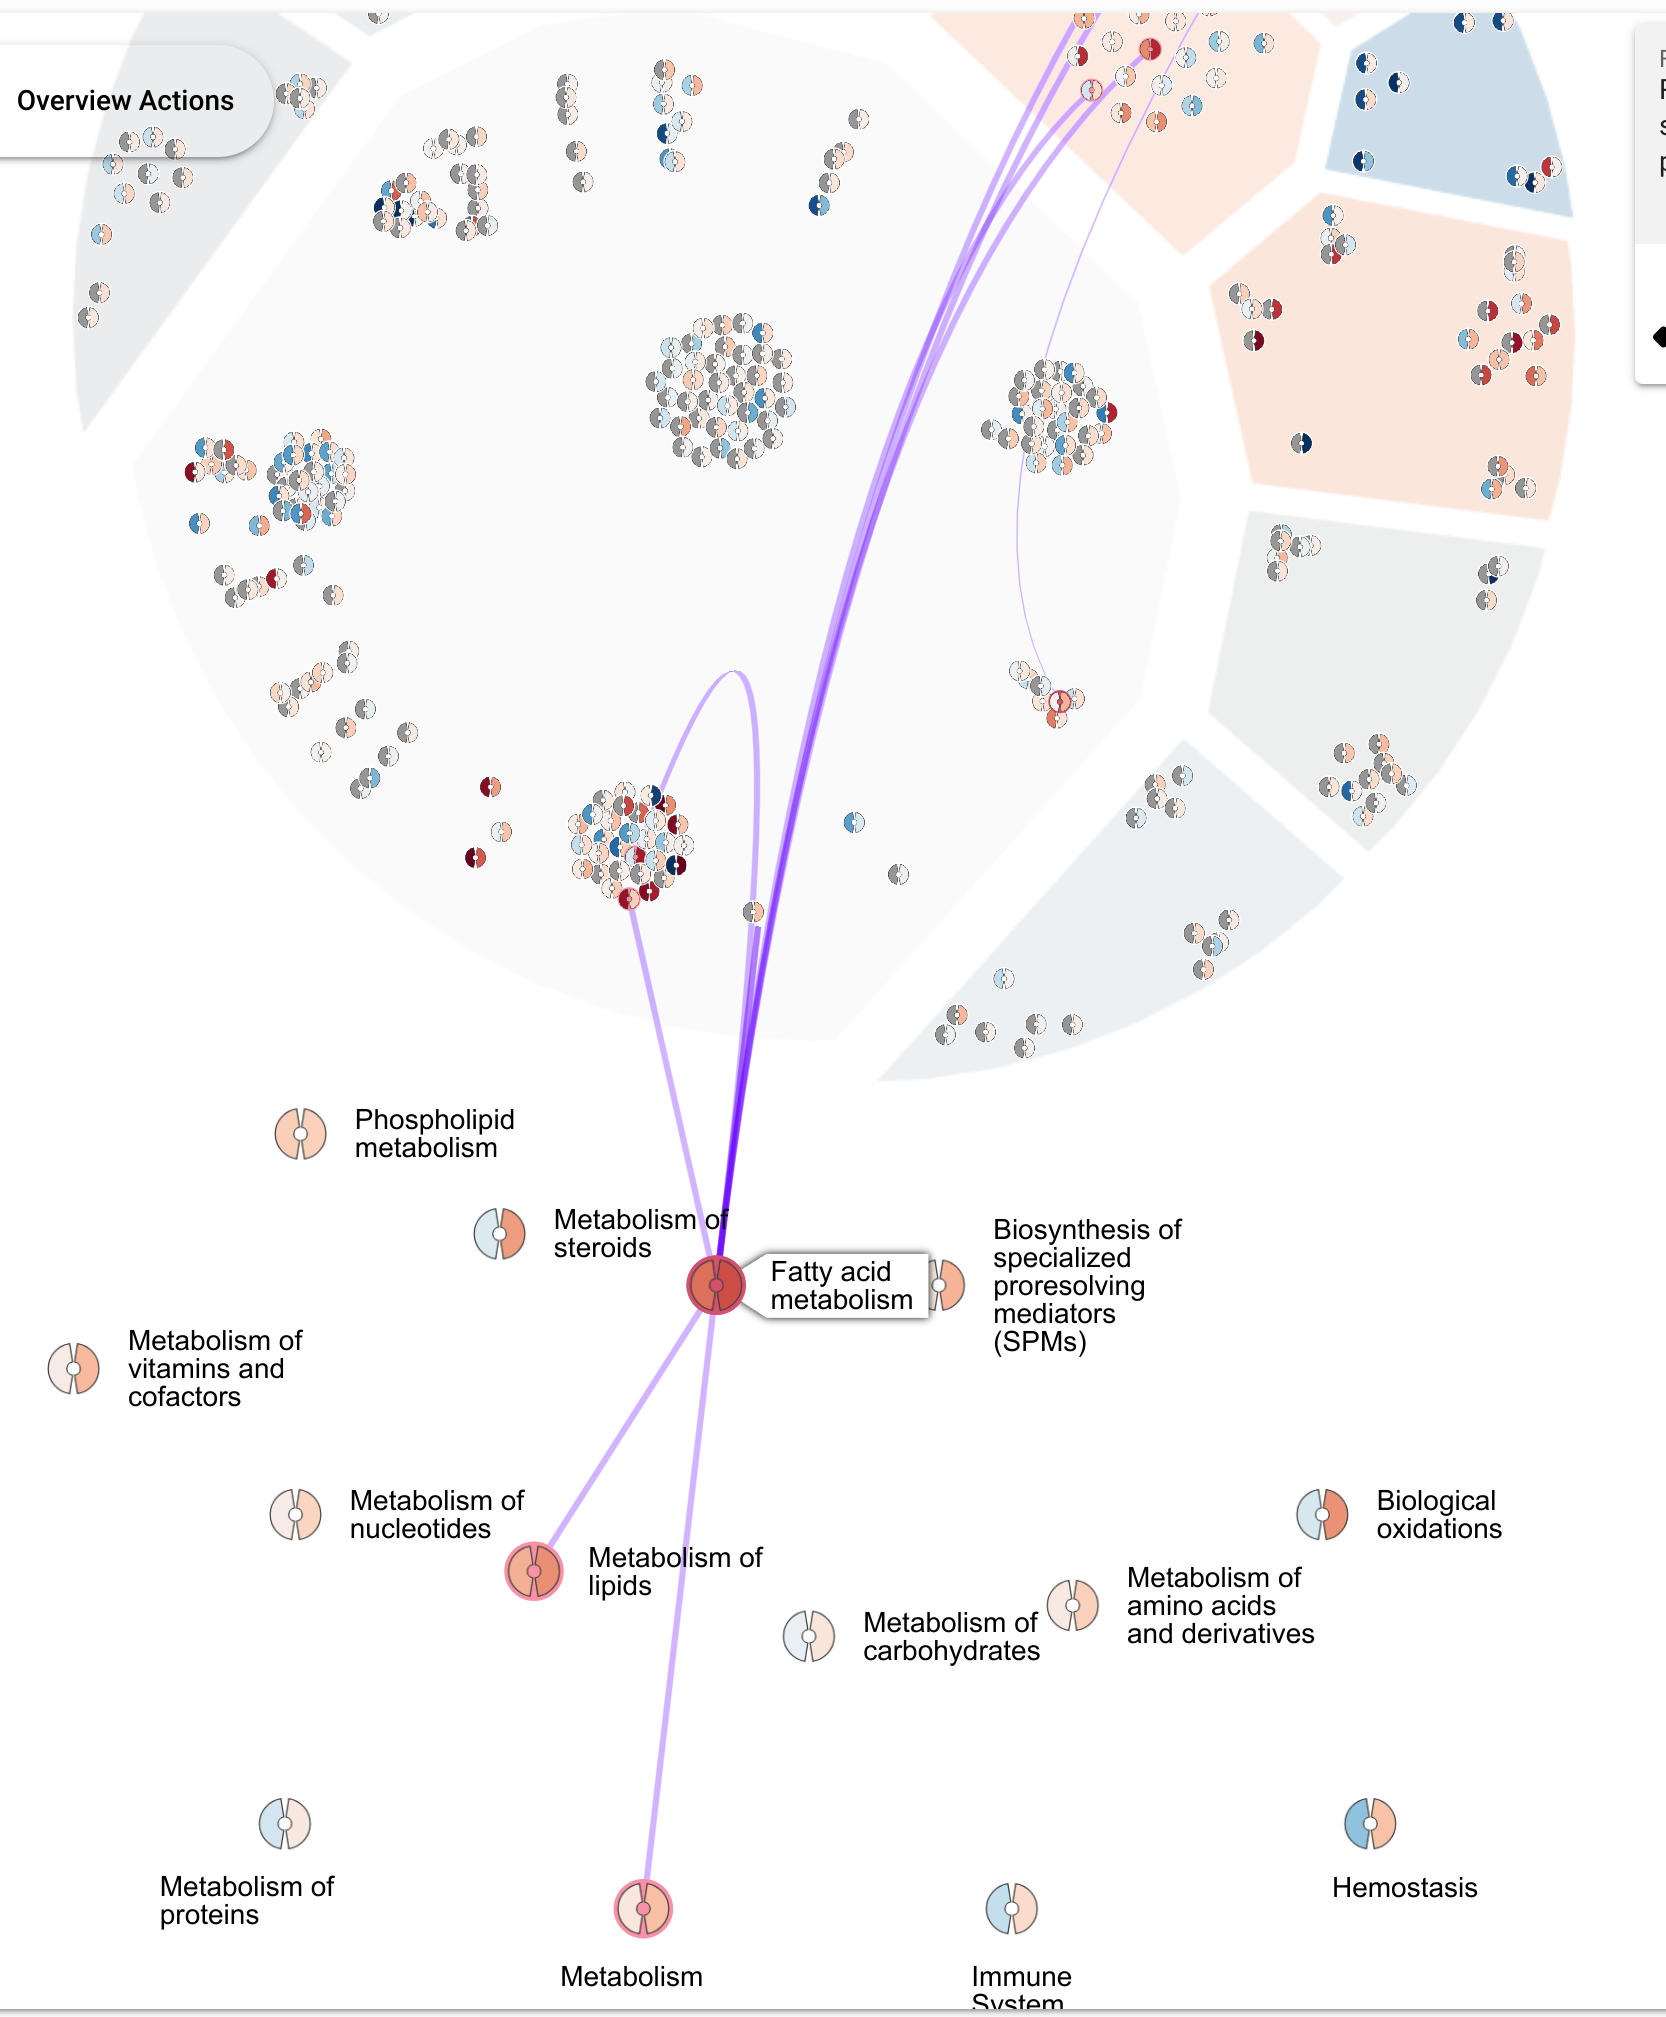 Overview Actions
Phospholipid
metabolism
Metabolism of
steroids
Fatty acid
metabolism
Biosynthesis of
specialized
proresolving
mediators
(SPMs)
Metabolism of
vitamins and
cofactors
Metabolism of
nucleotides
Metabolism of
lipids
Biological
oxidations
Metabolism of
amino acids
and derivatives
Metabolism of
carbohydrates
Metabolism of
proteins
Hemostasis
Metabolism
Immune
System